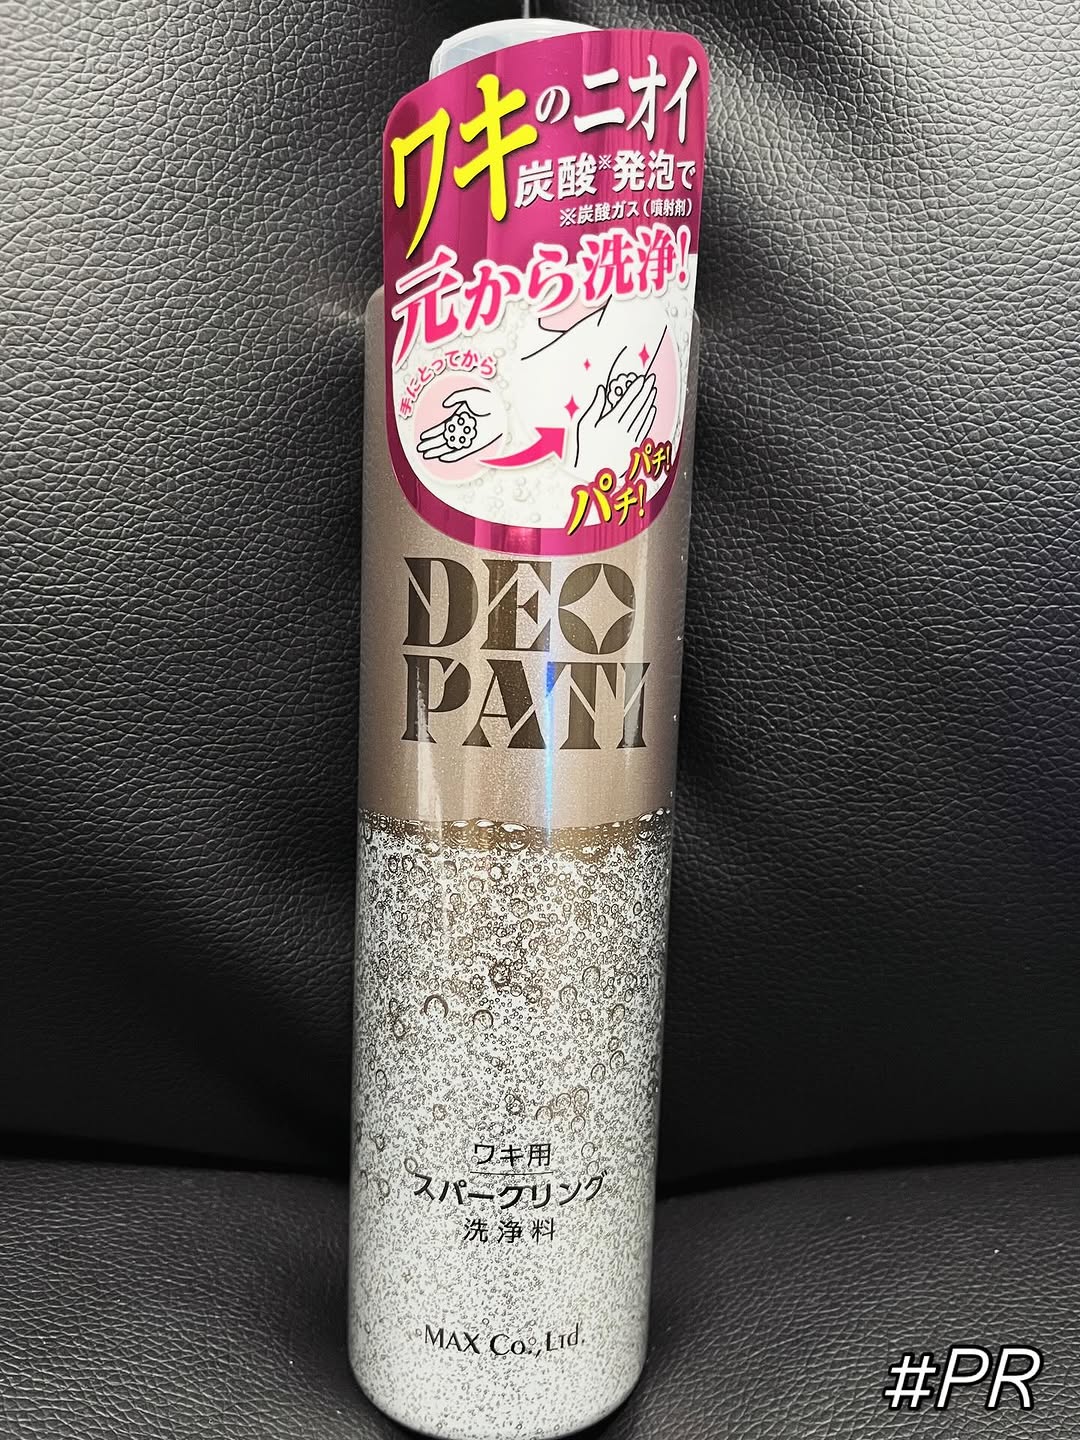 ワキのニオイ
炭酸※発泡で
※炭酸ガス(噴射剤)
元から洗浄!
手にとってから
パチ!
パチ!
DEO
PATI
ワキ用
スパークリング
洗浄料
MAX Co.,Ltd.
#PR